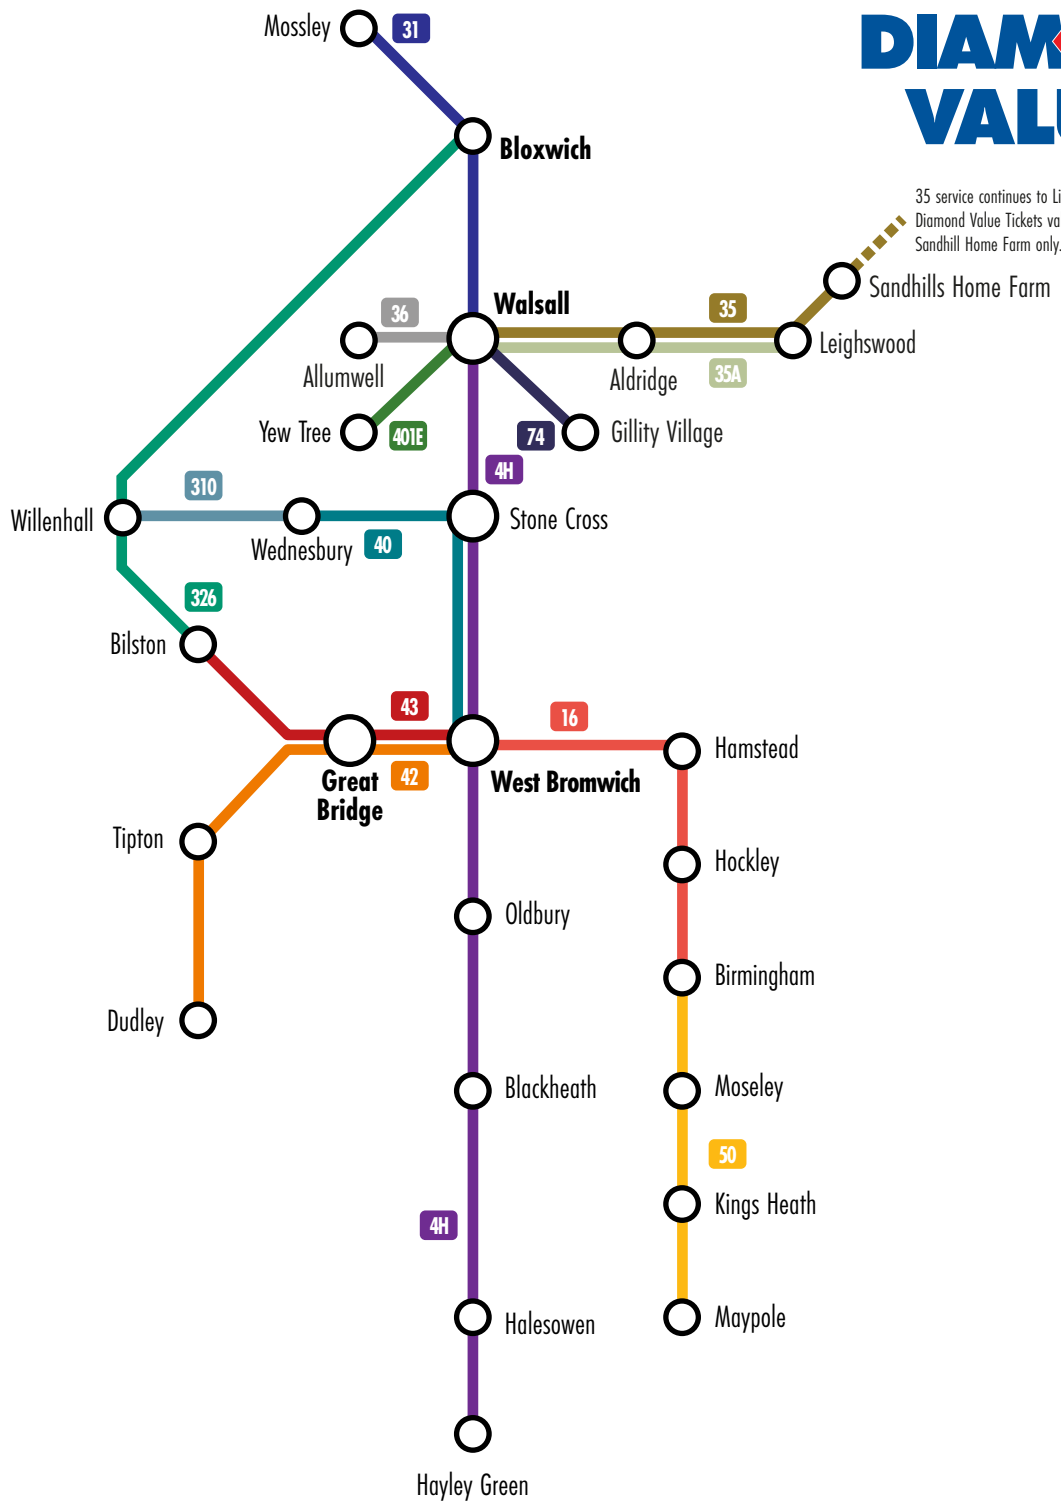 Mossley
31
DIAM
VALU
Bloxwich
35 service continues to Li
Diamond Value Tickets va
Sandhill Home Farm only.
Sandhills Home Farm
Walsall
36
35
Leighswood
Allumwell
Aldridge
35A
Yew Tree
401E
74
Gillity Village
4H
310
Willenhall
Stone Cross
Wednesbury
40
326
Bilston
43
16
Hamstead
42
Great
Bridge
West Bromwich
Tipton
Hockley
Oldbury
Birmingham
Dudley
Blackheath
Moseley
50
Kings Heath
4H
Halesowen
Maypole
Hayley Green